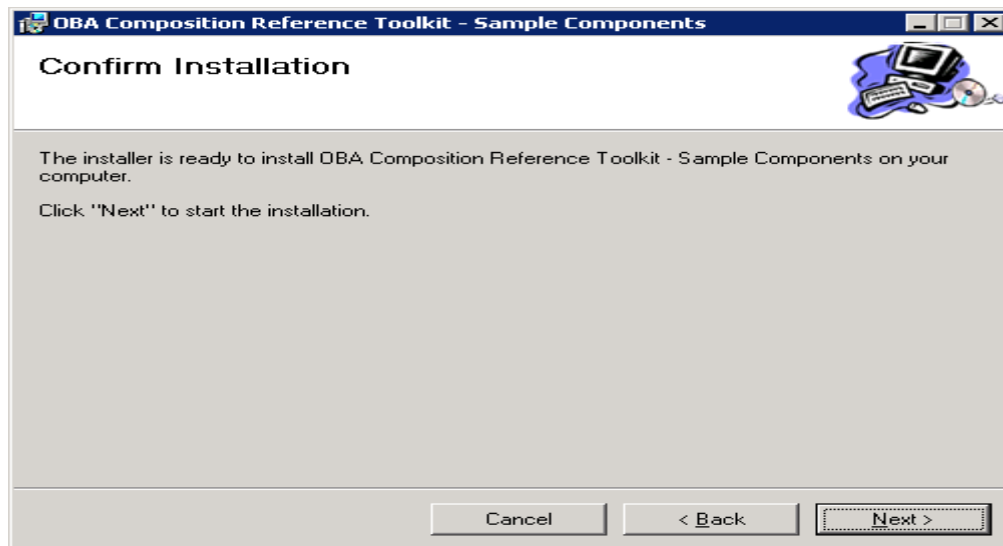 OBA Composition Reference Toolkit - Sample Components
Confirm Installation
The installer is ready to install OBA Composition Reference Toolkit - Sample Components on your
computer.
Click "Next" to start the installation.
Cancel
< Back
Next >